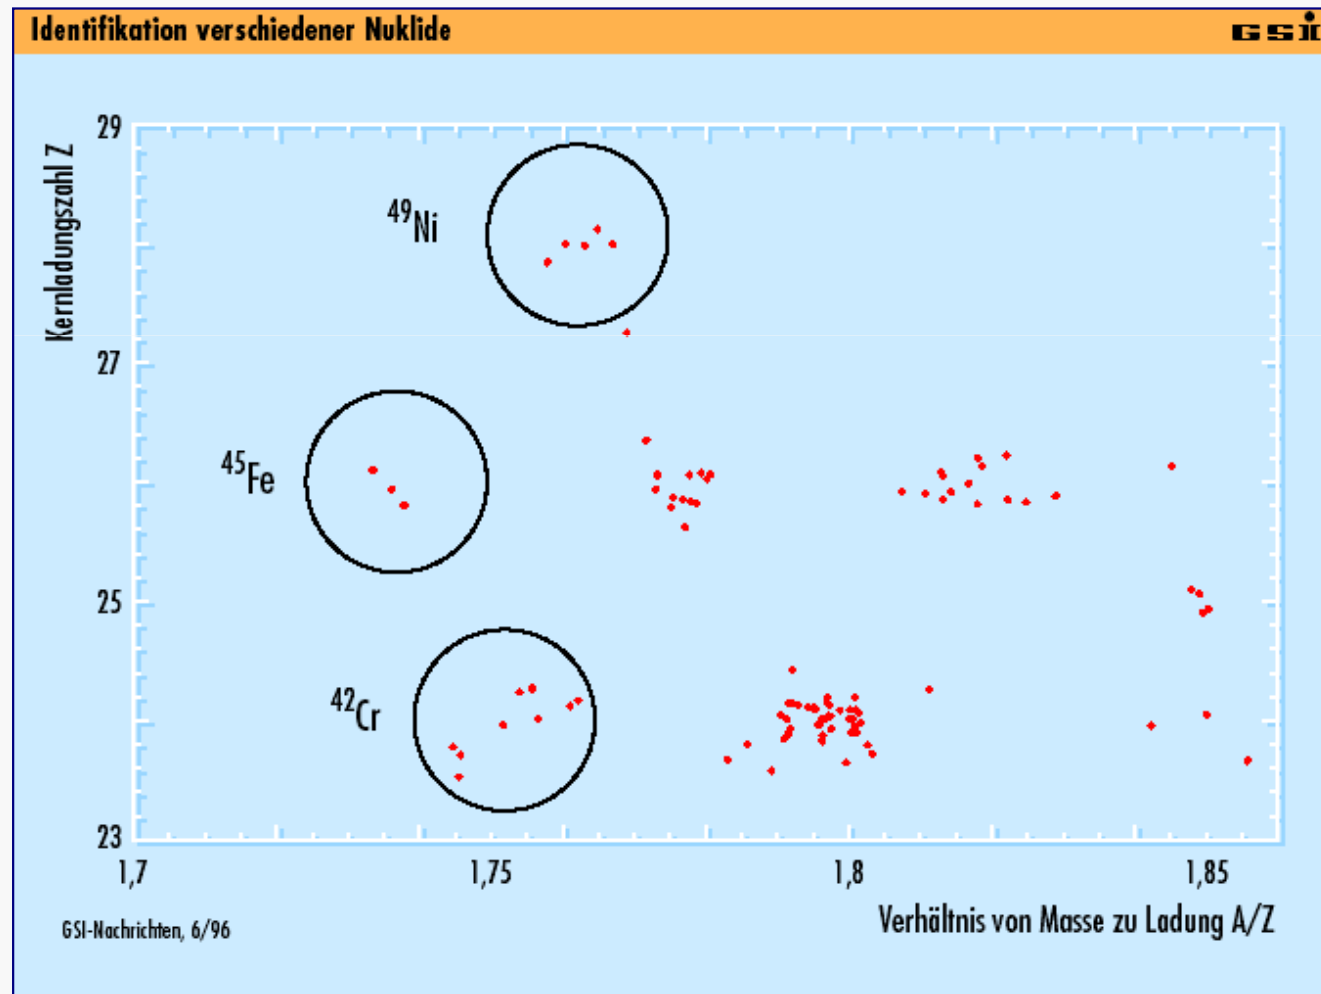 Identifikation verschiedener Nuklide
GSI
Kernladungszahl Z
29
27
25
23
49Ni
45Fe
42Cr
1,7 1,75 1,8 1,85
Verhältnis von Masse zu Ladung A/Z
GSI-Nachrichten, 6/96